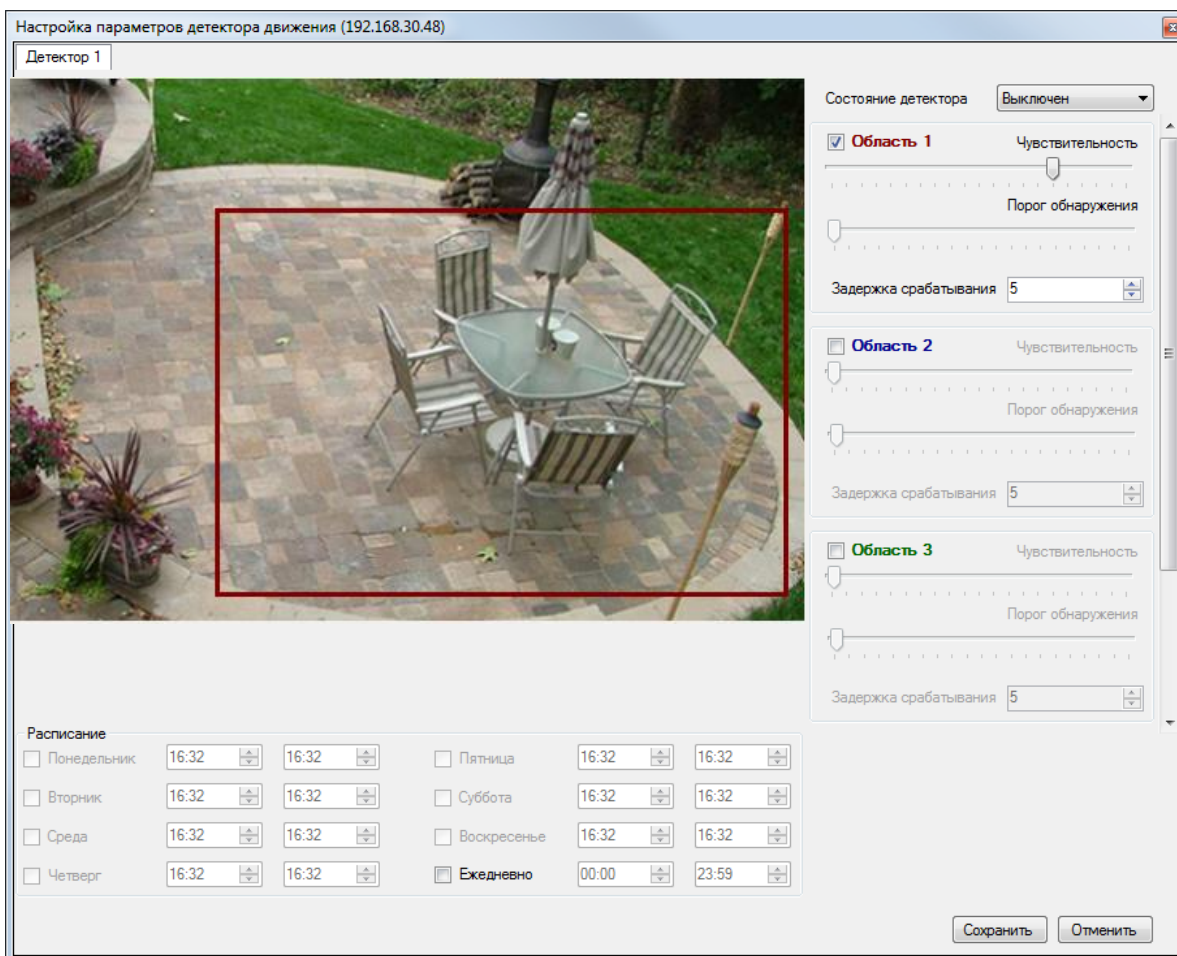 Настройка параметров детектора движения (192.168.30.48)
Детектор 1
Состояние детектора Выключен
Область 1 Чувствительность
Порог обнаружения
Задержка срабатывания 5
Область 2 Чувствительность
Порог обнаружения
Задержка срабатывания 5
Область 3 Чувствительность
Порог обнаружения
Задержка срабатывания 5
Расписание
Понедельник 16:32 16:32 Пятница 16:32 16:32
Вторник 16:32 16:32 Суббота 16:32 16:32
Среда 16:32 16:32 Воскресенье 16:32 16:32
Четверг 16:32 16:32 Ежедневно 00:00 23:59
Сохранить Отменить